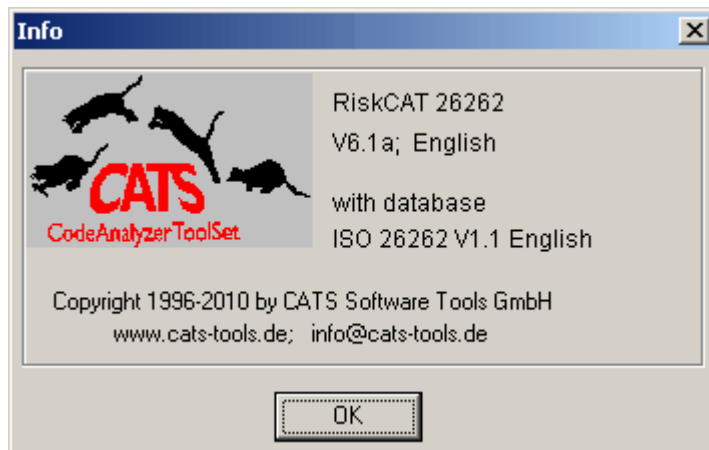 Info
RiskCAT 26262
V6.1a; English
with database
ISO 26262 V1.1 English
CATS
CodeAnalyzerToolSet
Copyright 1996-2010 by CATS Software Tools GmbH
www.cats-tools.de; info@cats-tools.de
OK